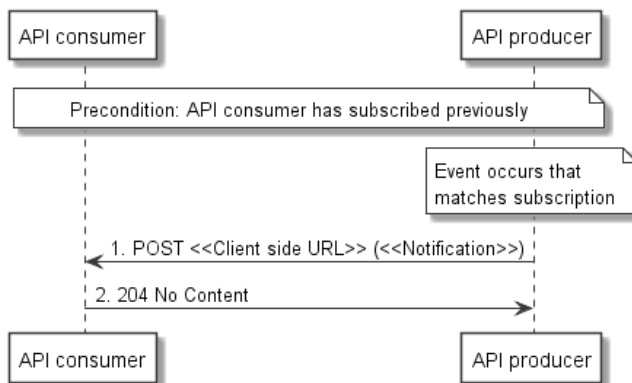 API consumer
API producer
Precondition: API consumer has subscribed previously
Event occurs that
matches subscription
1. POST <<Client side URL>> (<<Notification>>)
2. 204 No Content
API consumer
API producer